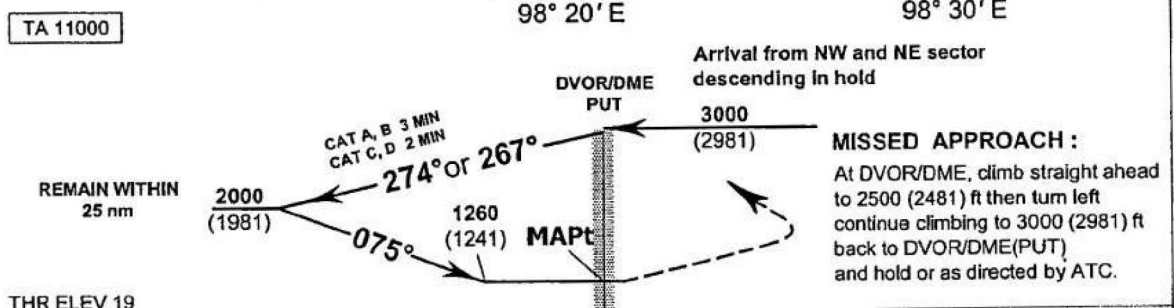 98° 20′ E
98° 30′ E
TA 11000
Arrival from NW and NE sector
descending in hold
DVOR/DME
PUT
3000
(2981)
CAT A, B 3 MIN
CAT C, D 2 MIN
274° or 267°
MISSED APPROACH :
At DVOR/DME, climb straight ahead
to 2500 (2481) ft then turn left
continue climbing to 3000 (2981) ft
back to DVOR/DME(PUT)
and hold or as directed by ATC.
REMAIN WITHIN
25 nm
2000
(1981)
075°
1260
(1241)
MAPt
THR ELEV 19